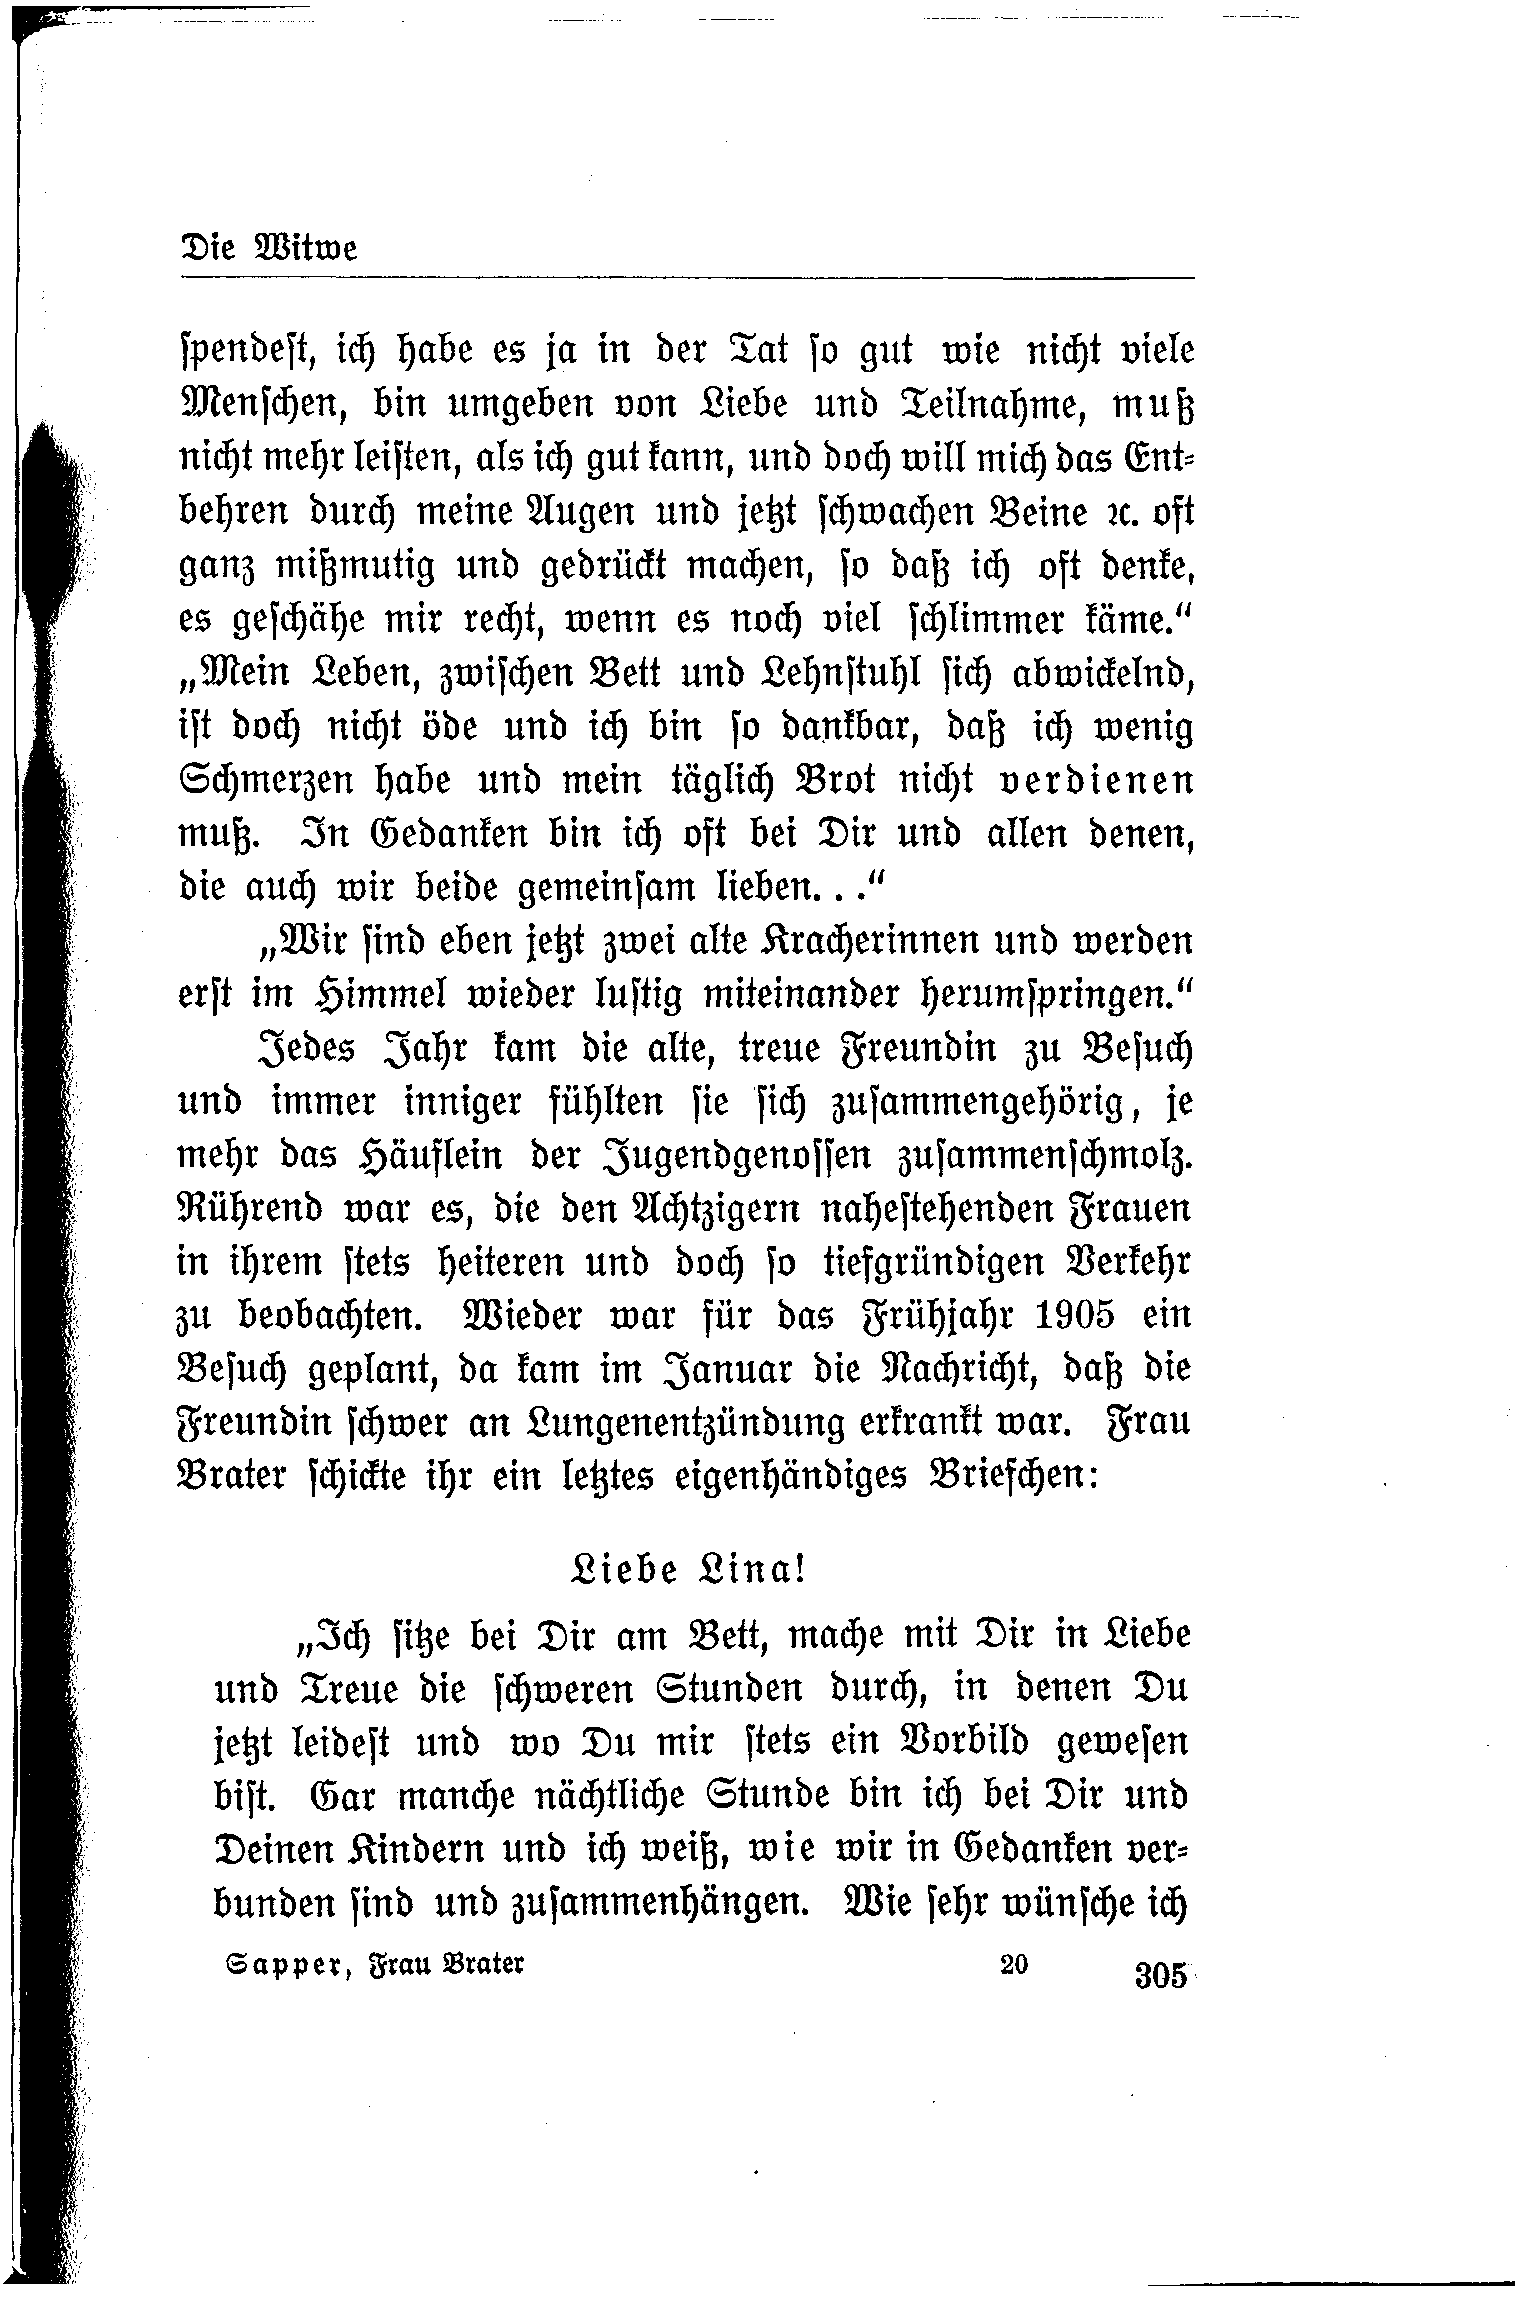 Die Witwe
spendest, ich habe es ja in der Tat so gut wie nicht viele
Menschen, bin umgeben von Liebe und Teilnahme, muß
nicht mehr leisten, als ich gut kann, und doch will mich das Ent-
behren durch meine Augen und jetzt schwachen Beine ꝛc. oft
ganz mißmutig und gedrückt machen, so daß ich oft denke,
es geschähe mir recht, wenn es noch viel schlimmer käme.“
„Mein Leben, zwischen Bett und Lehnstuhl sich abwickelnd,
ist doch nicht öde und ich bin so dankbar, daß ich wenig
Schmerzen habe und mein täglich Brot nicht verdienen
muß. In Gedanken bin ich oft bei Dir und allen denen,
die auch wir beide gemeinsam lieben. . .“
„Wir sind eben jetzt zwei alte Kracherinnen und werden
erst im Himmel wieder lustig miteinander herumspringen.“
Jedes Jahr kam die alte, treue Freundin zu Besuch
und immer inniger fühlten sie sich zusammengehörig, je
mehr das Häuflein der Jugendgenossen zusammenschmolz.
Rührend war es, die den Achtzigern nahestehenden Frauen
in ihrem stets heiteren und doch so tiefgründigen Verkehr
zu beobachten. Wieder war für das Frühjahr 1905 ein
Besuch geplant, da kam im Januar die Nachricht, daß die
Freundin schwer an Lungenentzündung erkrankt war. Frau
Brater schickte ihr ein letztes eigenhändiges Briefchen:
Liebe Lina!
„Ich sitze bei Dir am Bett, mache mit Dir in Liebe
und Treue die schweren Stunden durch, in denen Du
jetzt leidest und wo Du mir stets ein Vorbild gewesen
bist. Gar manche nächtliche Stunde bin ich bei Dir und
Deinen Kindern und ich weiß, wie wir in Gedanken ver-
bunden sind und zusammenhängen. Wie sehr wünsche ich
Sapper, Frau Brater 20 305